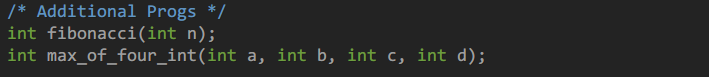 /* Additional Progs */
int fibonacci(int n);
int max_of_four_int(int a, int b, int c, int d);